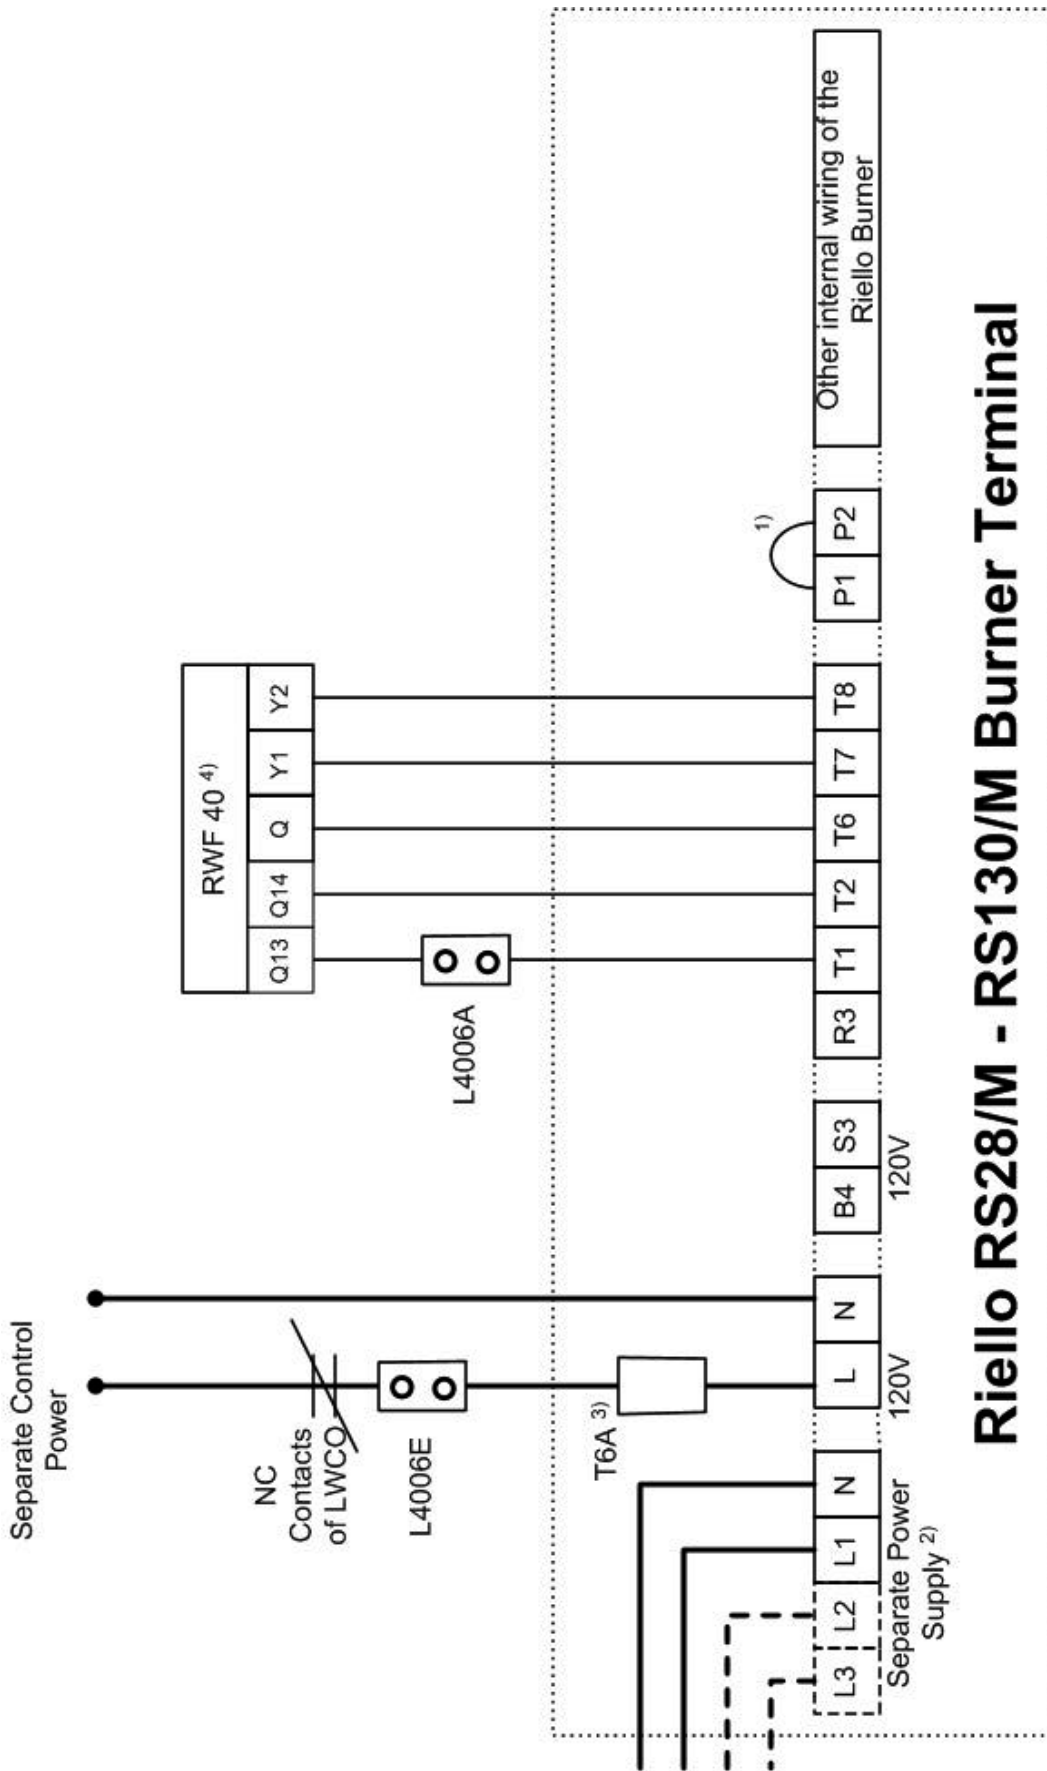 Separate Control
Power
NC
Contacts
of LWCO
L4006E
T6A 3)
L4006A
RWF 40 4)
Q13 Q14 Q Y1 Y2
1)
L3 L2 L1 N L N B4 S3 R3 T1 T2 T6 T7 T8 P1 P2
Other internal wiring of the
Riello Burner
Separate Power
Supply 2)
120V
120V
Riello RS28/M - RS130/M Burner Terminal